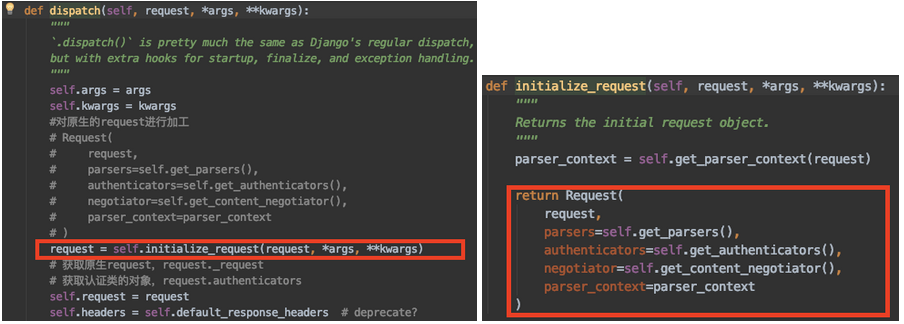 def dispatch(self, request, *args, **kwargs):
"""
`.dispatch()` is pretty much the same as Django's regular dispatch,
but with extra hooks for startup, finalize, and exception handling.
"""
self.args = args
self.kwargs = kwargs
#对原生的request进行加工
# Request(
#     request,
#     parsers=self.get_parsers(),
#     authenticators=self.get_authenticators(),
#     negotiator=self.get_content_negotiator(),
#     parser_context=parser_context
# )
request = self.initialize_request(request, *args, **kwargs)
# 获取原生request，request._request
# 获取认证类的对象，request.authenticators
self.request = request
self.headers = self.default_response_headers  # deprecate?
def initialize_request(self, request, *args, **kwargs):
"""
Returns the initial request object.
"""
parser_context = self.get_parser_context(request)
return Request(
request,
parsers=self.get_parsers(),
authenticators=self.get_authenticators(),
negotiator=self.get_content_negotiator(),
parser_context=parser_context
)